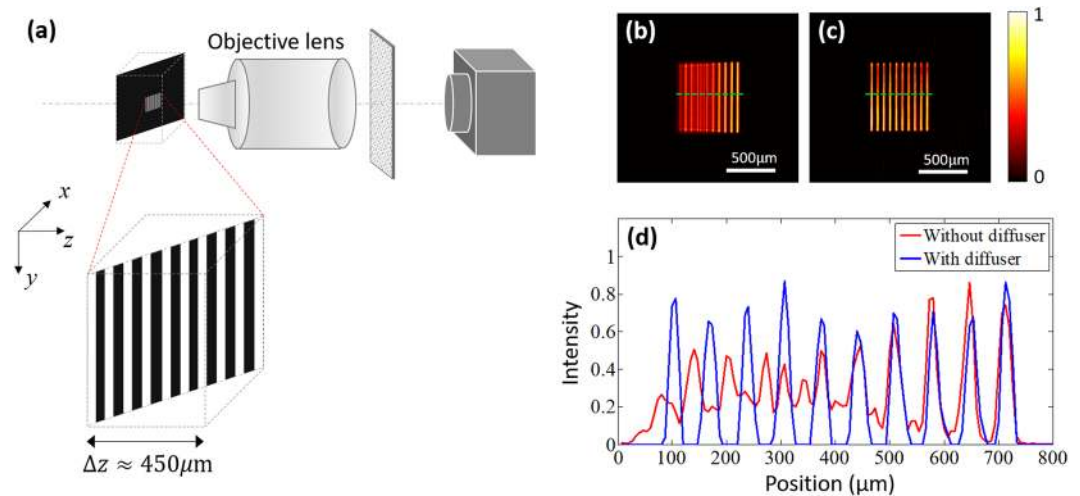 (a)
Objective lens
x
z
y
Δz ≈ 450μm
(b)
500μm
(c)
500μm
1
0
(d)
Without diffuser
With diffuser
Intensity
1
0.8
0.6
0.4
0.2
0
0 100 200 300 400 500 600 700 800
Position (μm)